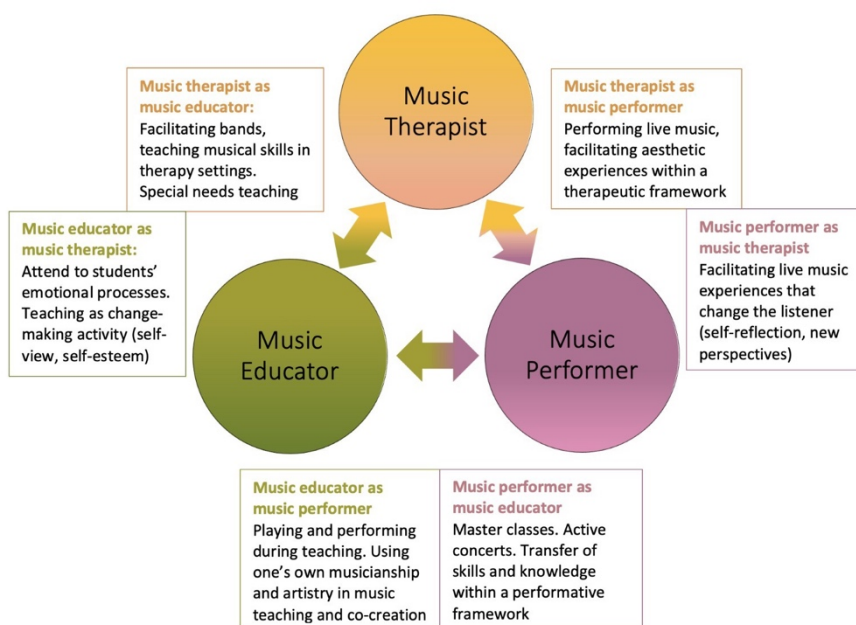 Music
Therapist
Music therapist as
music educator:
Facilitating bands,
teaching musical skills in
therapy settings.
Special needs teaching
Music therapist as
music performer
Performing live music,
facilitating aesthetic
experiences within a
therapeutic framework
Music educator as
music therapist:
Attend to students’
emotional processes.
Teaching as change-
making activity (self-
view, self-esteem)
Music performer as
music therapist
Facilitating live music
experiences that
change the listener
(self-reflection, new
perspectives)
Music
Educator
Music
Performer
Music educator as
music performer
Playing and performing
during teaching. Using
one’s own musicianship
and artistry in music
teaching and co-creation
Music performer as
music educator
Master classes. Active
concerts. Transfer of
skills and knowledge
within a performative
framework